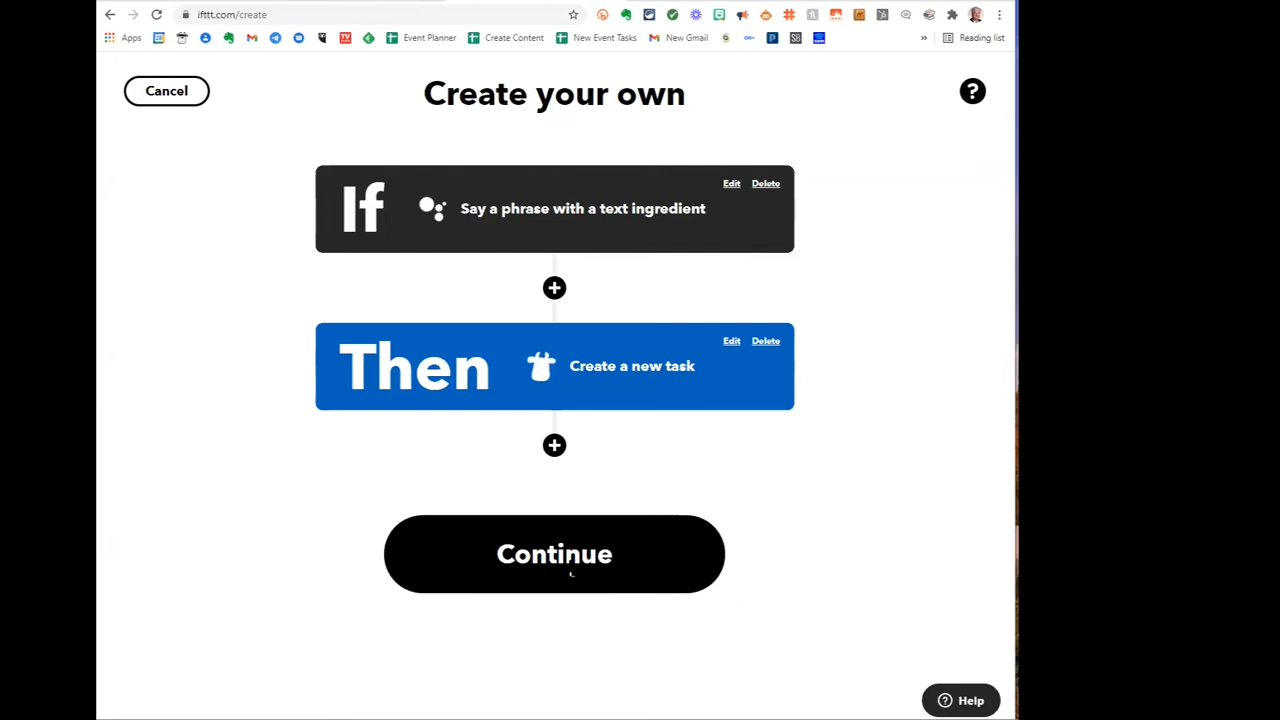 ifttt.com/create
Apps Event Planner Create Content New Event Tasks New Gmail » Reading list
Cancel
Create your own
?
If Say a phrase with a text ingredient Edit Delete
Then Create a new task Edit Delete
Continue
? Help